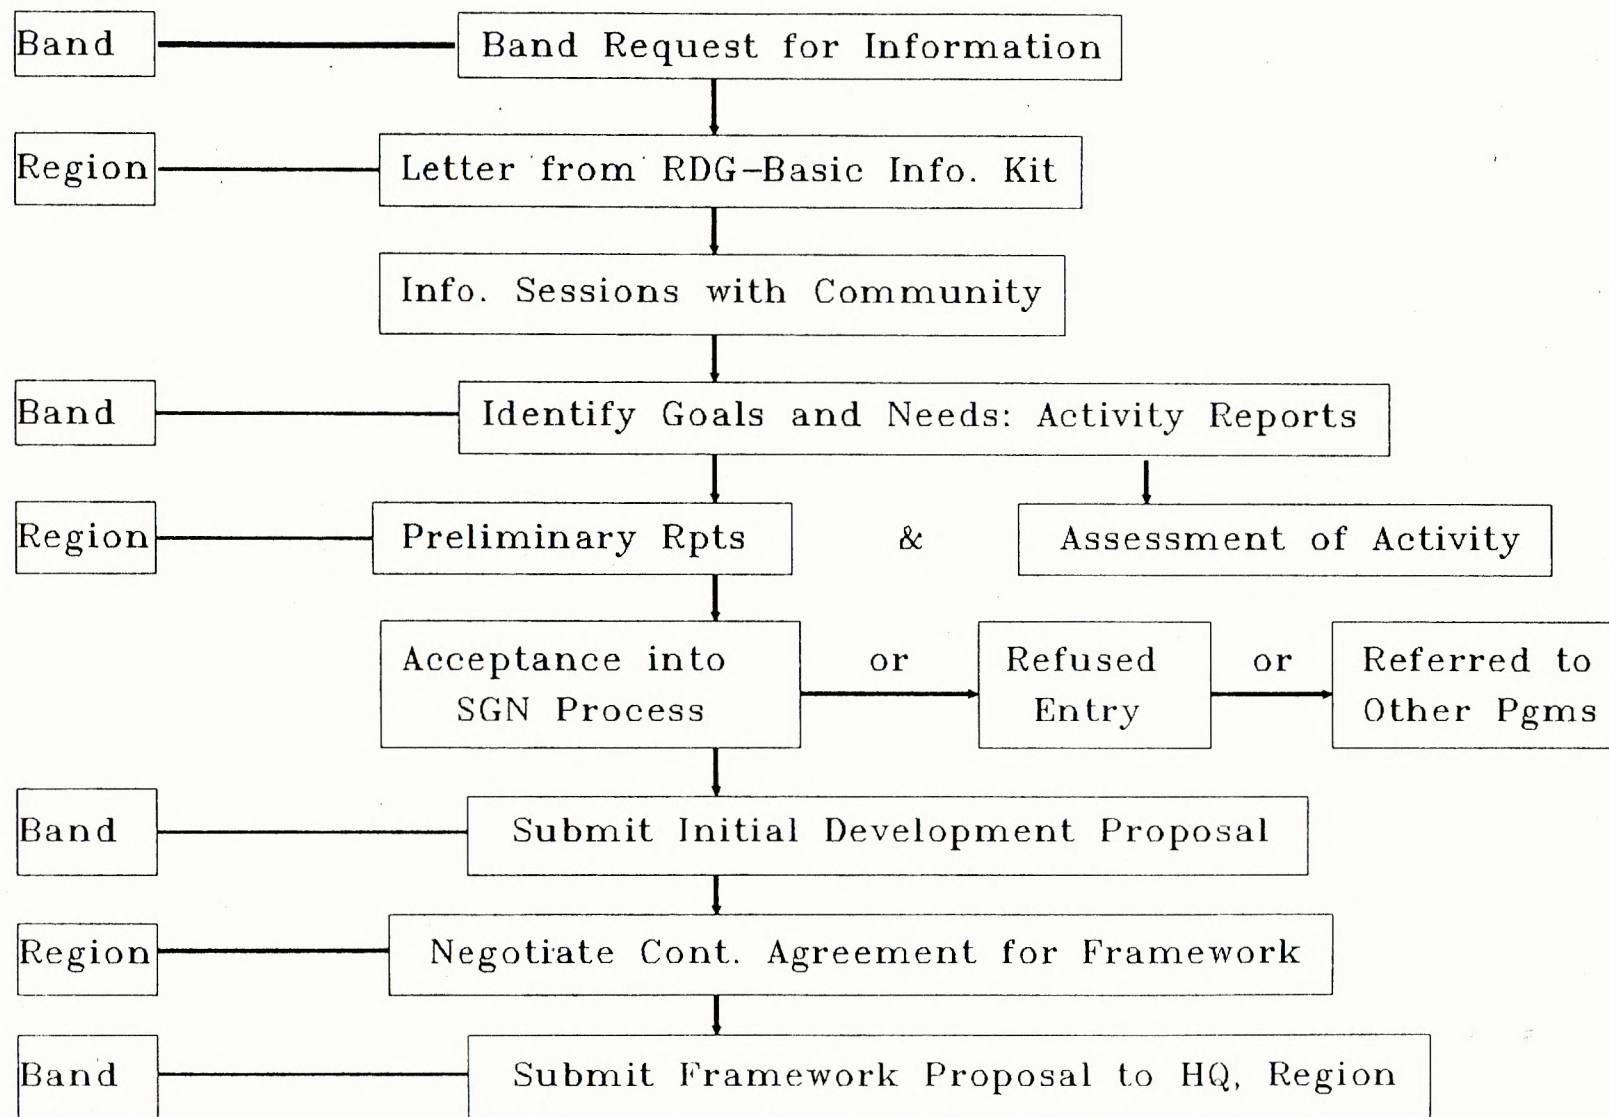 Band
Band Request for Information
Region
Letter from RDG-Basic Info. Kit
Info. Sessions with Community
Band
Identify Goals and Needs: Activity Reports
Region
Preliminary Rpts
&
Assessment of Activity
Acceptance into
SGN Process
or
Refused
Entry
or
Referred to
Other Pgms
Band
Submit Initial Development Proposal
Region
Negotiate Cont. Agreement for Framework
Band
Submit Framework Proposal to HQ, Region